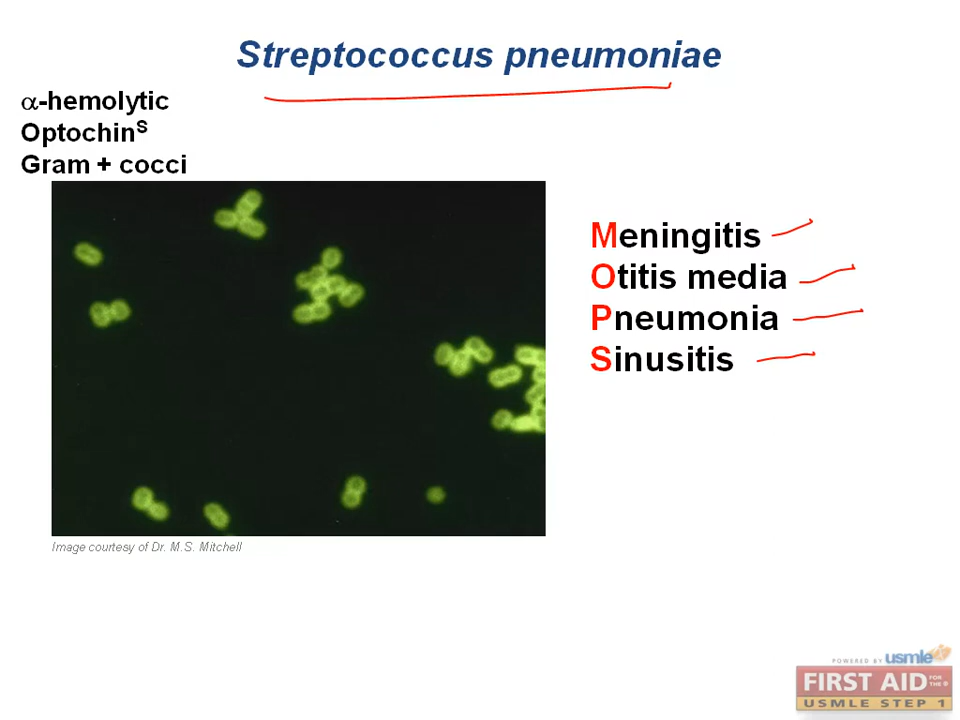 Streptococcus pneumoniae
α-hemolytic
Optochin^S
Gram + cocci
Meningitis
Otitis media
Pneumonia
Sinusitis
Image courtesy of Dr. M.S. Mitchell
POWERED BY usmle
FIRST AID FOR THE®
USMLE STEP 1